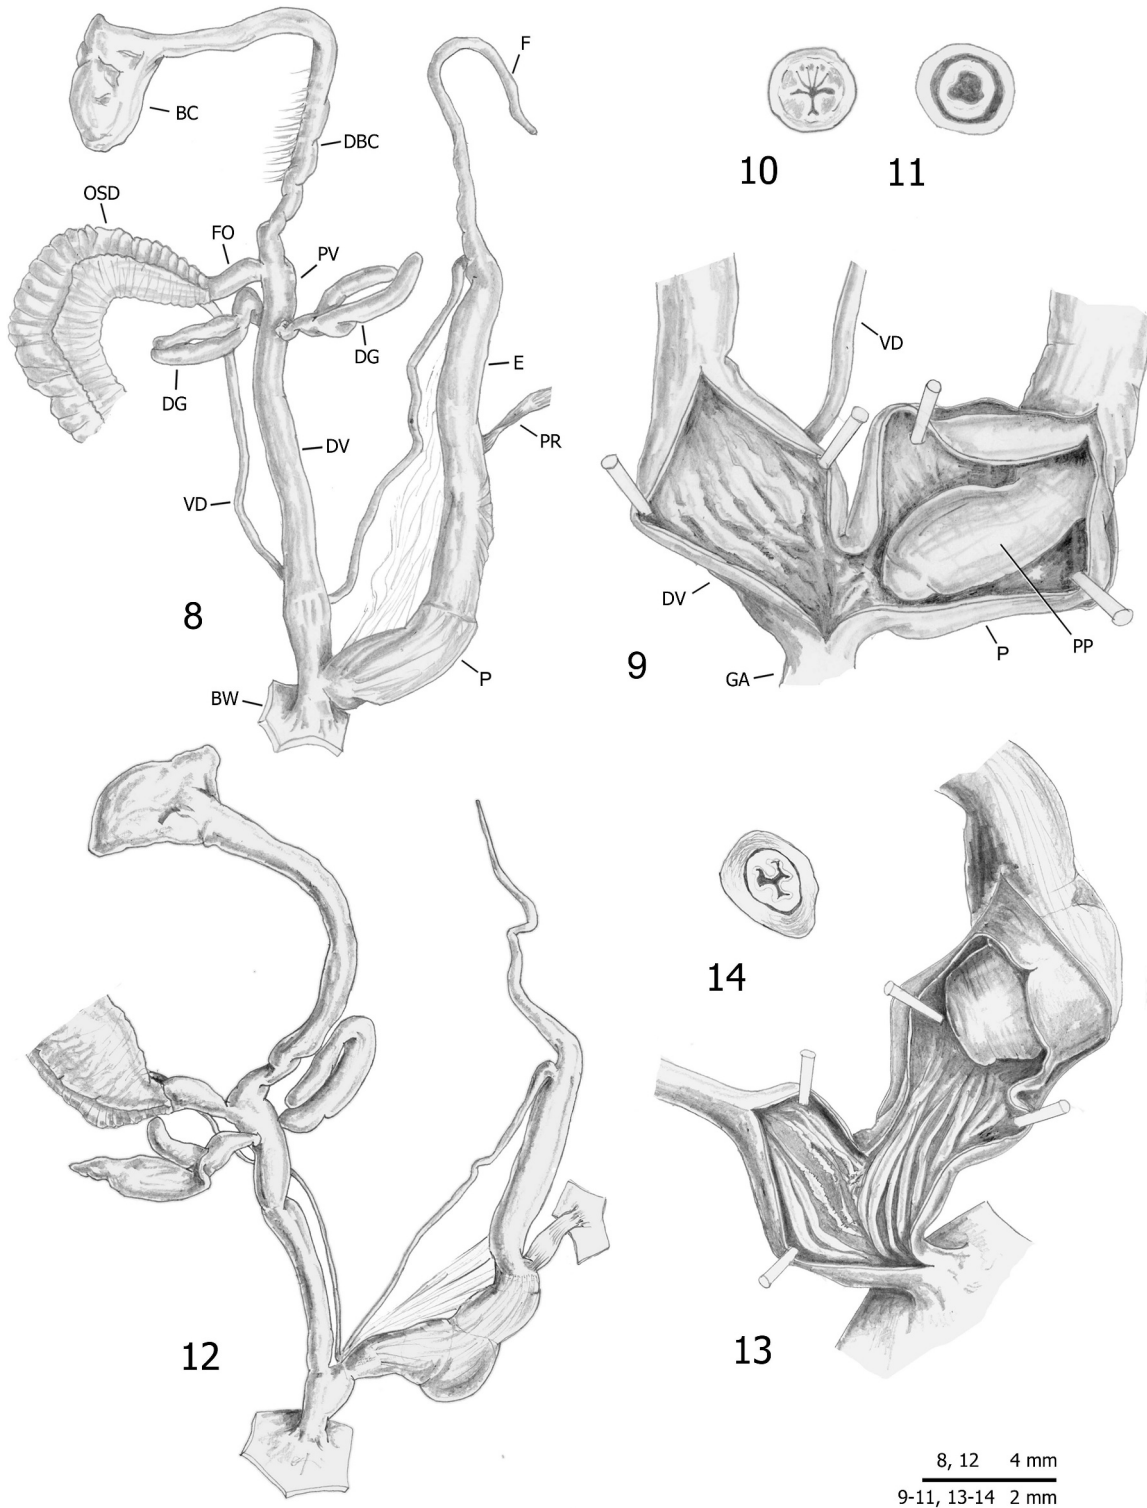 F
BC
DBC
10
11
OSD
FO
PV
VD
DG
E
DG
PR
DV
VD
8
DV
9
P
GA
P
PP
BW
14
12
13
8, 12 4 mm
9-11, 13-14 2 mm